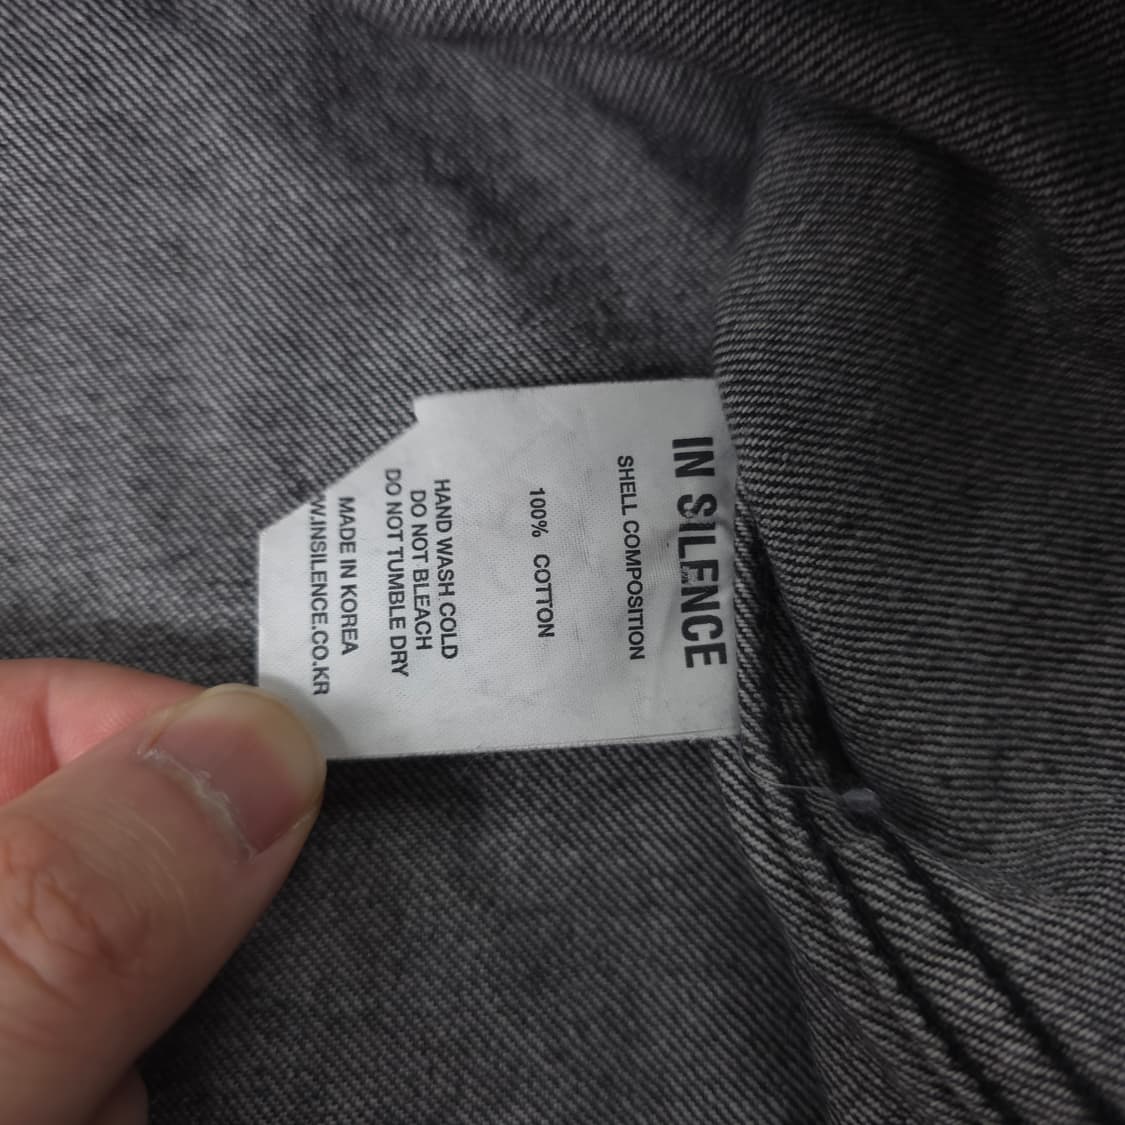 IN SILENCE
SHELL COMPOSITION
100% COTTON
HAND WASH COLD
DO NOT BLEACH
DO NOT TUMBLE DRY
MADE IN KOREA
W.INSILENCE.CO.KR